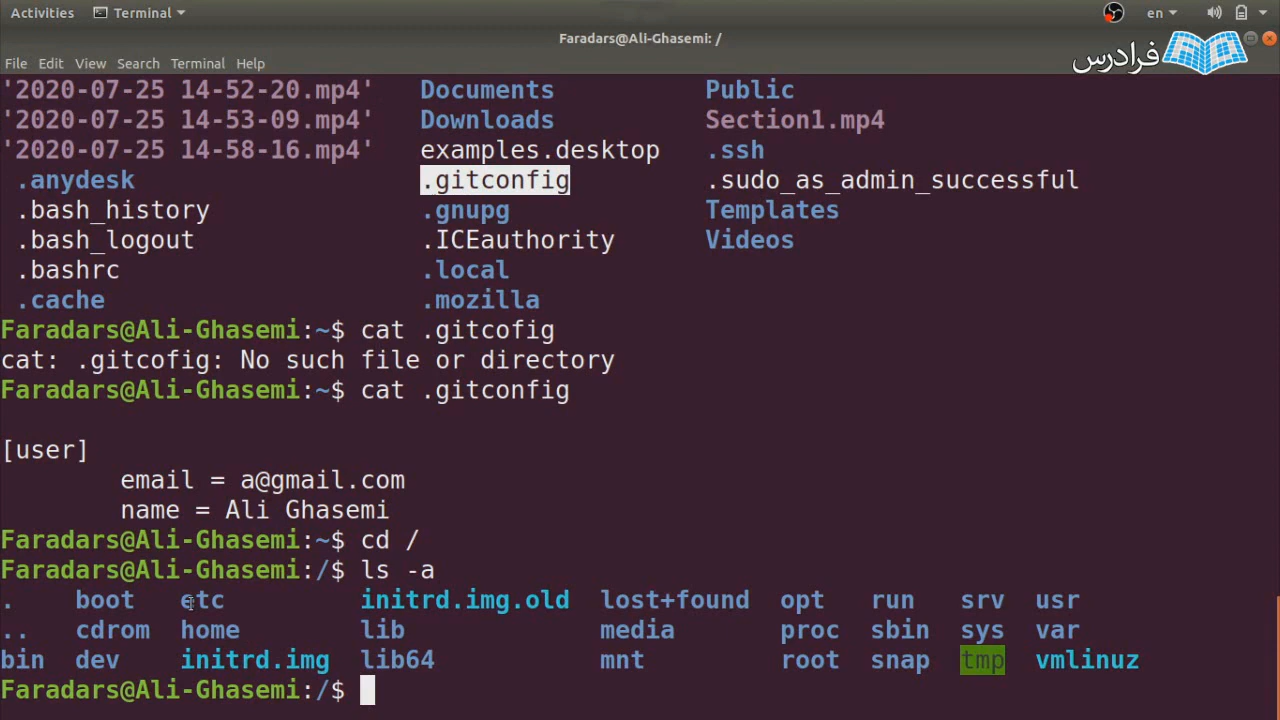 Activities Terminal en
Faradars@Ali-Ghasemi: /
فرادرس
File Edit View Search Terminal Help
'2020-07-25 14-52-20.mp4' Documents Public
'2020-07-25 14-53-09.mp4' Downloads Section1.mp4
'2020-07-25 14-58-16.mp4' examples.desktop .ssh
.anydesk .gitconfig .sudo_as_admin_successful
.bash_history .gnupg Templates
.bash_logout .ICEauthority Videos
.bashrc .local
.cache .mozilla
Faradars@Ali-Ghasemi:~$ cat .gitcofig
cat: .gitcofig: No such file or directory
Faradars@Ali-Ghasemi:~$ cat .gitconfig
[user]
email = a@gmail.com
name = Ali Ghasemi
Faradars@Ali-Ghasemi:~$ cd /
Faradars@Ali-Ghasemi:/$ ls -a
. boot etc initrd.img.old lost+found opt run srv usr
.. cdrom home lib media proc sbin sys var
bin dev initrd.img lib64 mnt root snap tmp vmlinuz
Faradars@Ali-Ghasemi:/$